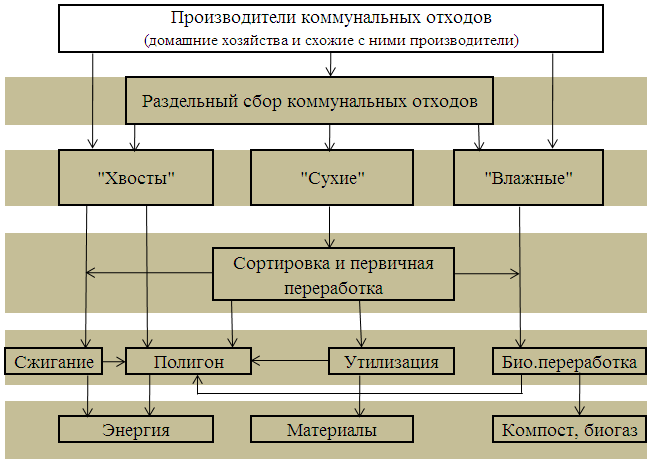 Производители коммунальных отходов
(домашние хозяйства и схожие с ними производители)
Раздельный сбор коммунальных отходов
"Хвосты"
"Сухие"
"Влажные"
Сортировка и первичная
переработка
Сжигание
Полигон
Утилизация
Био.переработка
Энергия
Материалы
Компост, биогаз